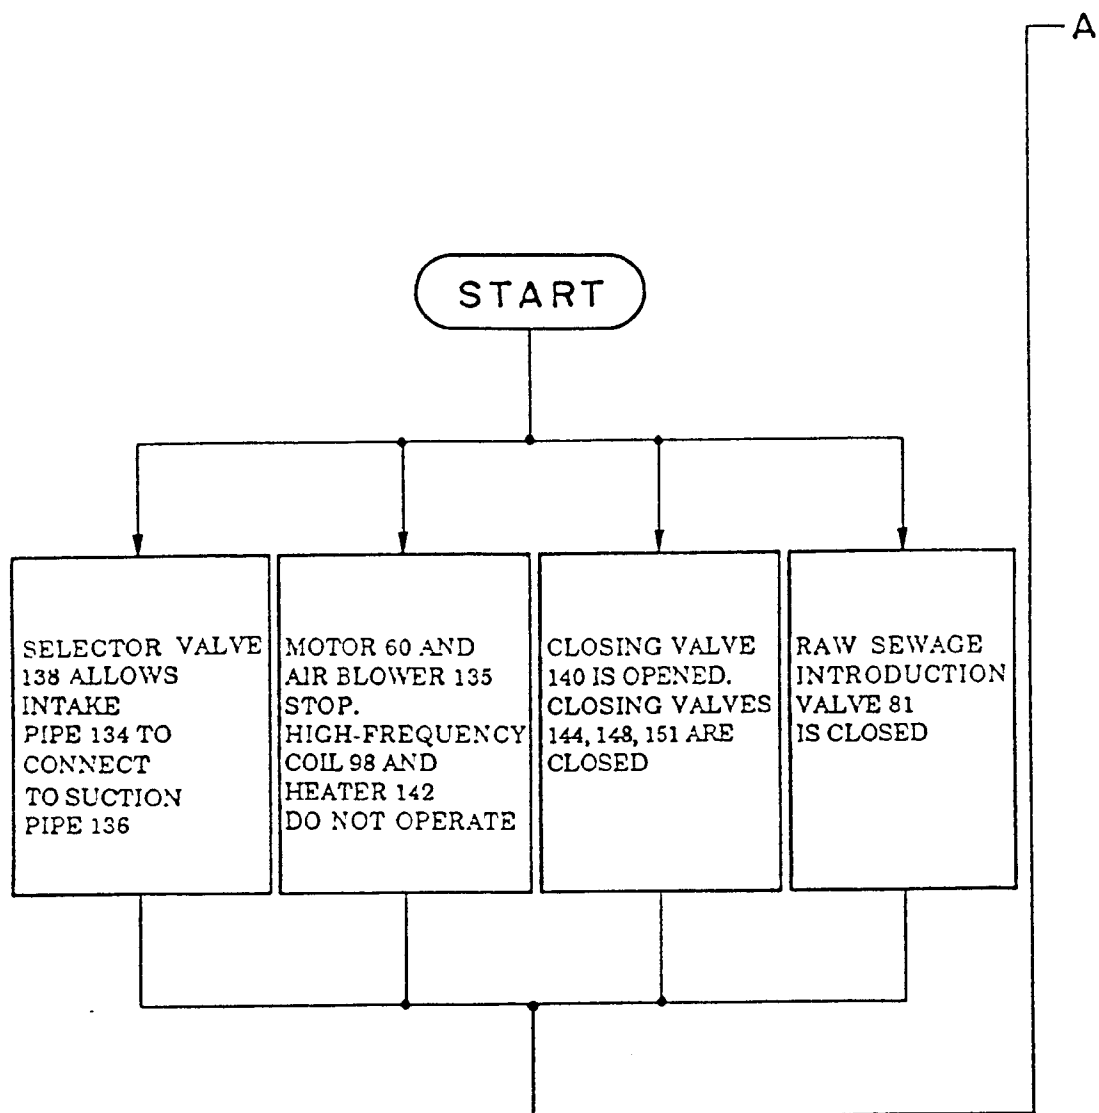 A
START
SELECTOR VALVE
138 ALLOWS
INTAKE
PIPE 134 TO
CONNECT
TO SUCTION
PIPE 136
MOTOR 60 AND
AIR BLOWER 135
STOP.
HIGH-FREQUENCY
COIL 98 AND
HEATER 142
DO NOT OPERATE
CLOSING VALVE
140 IS OPENED.
CLOSING VALVES
144, 148, 151 ARE
CLOSED
RAW SEWAGE
INTRODUCTION
VALVE 81
IS CLOSED